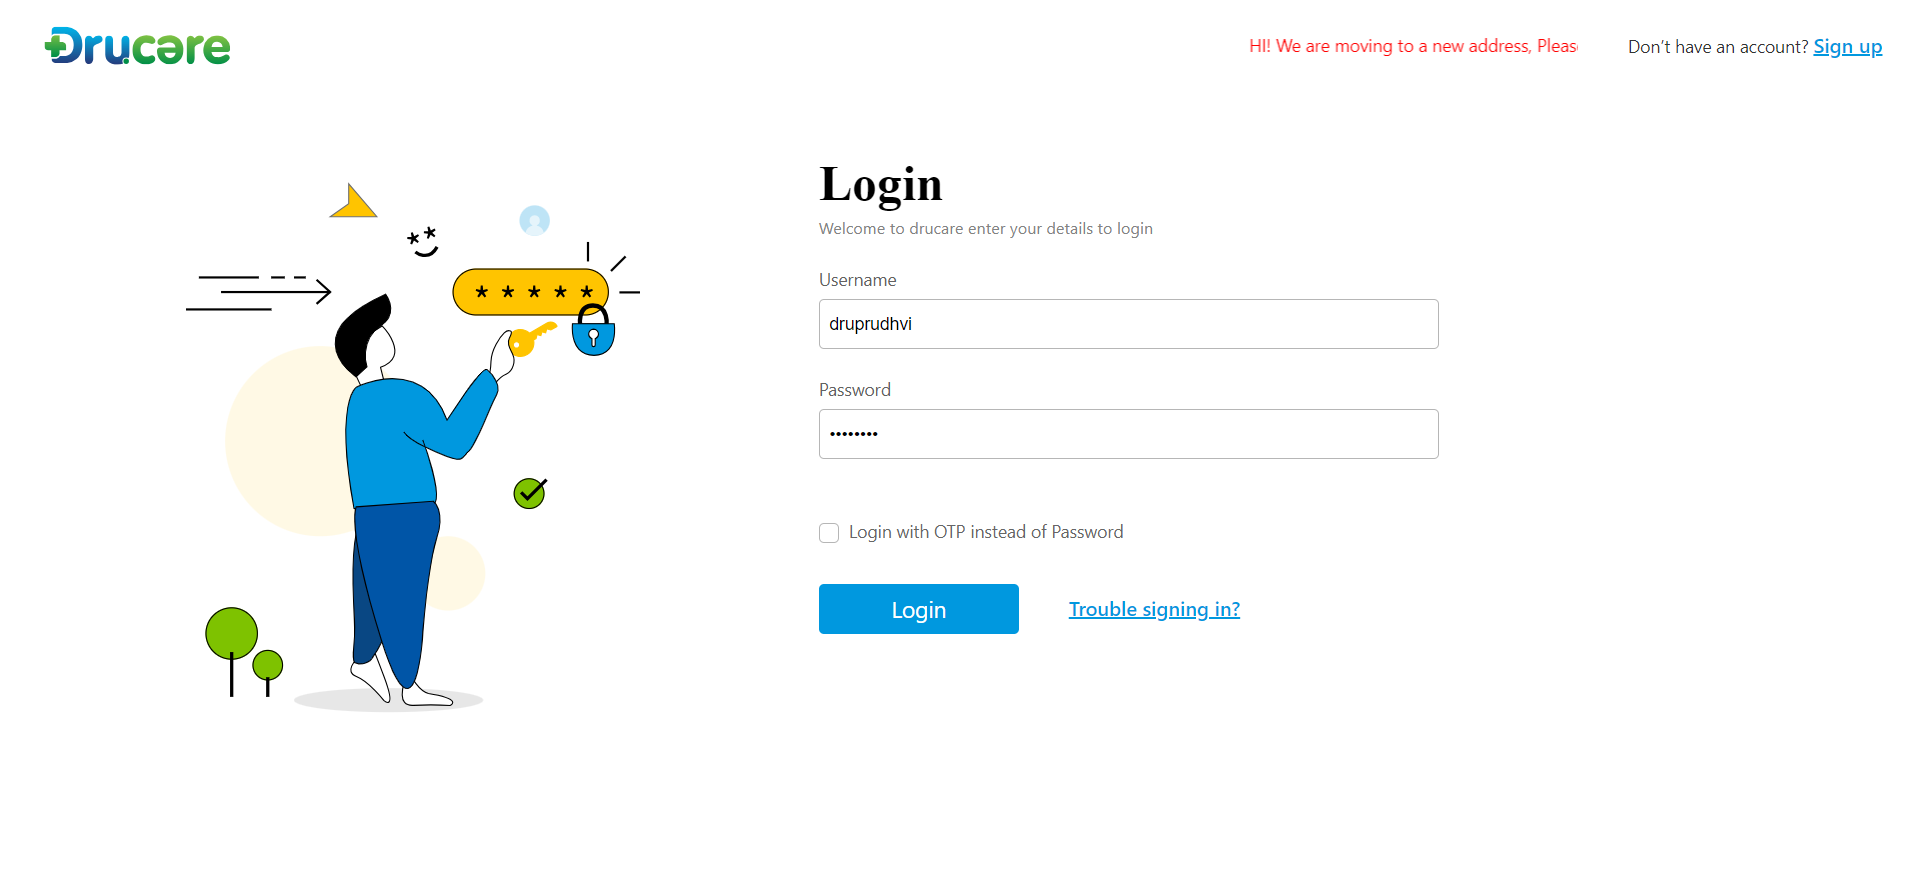 Drucare
HI! We are moving to a new address,
Don’t have an account? Sign up
Login
Welcome to drucare enter your details to login
Username
druprudhvi
Password
••••••••
Login with OTP instead of Password
Login
Trouble signing in?
* * * * *